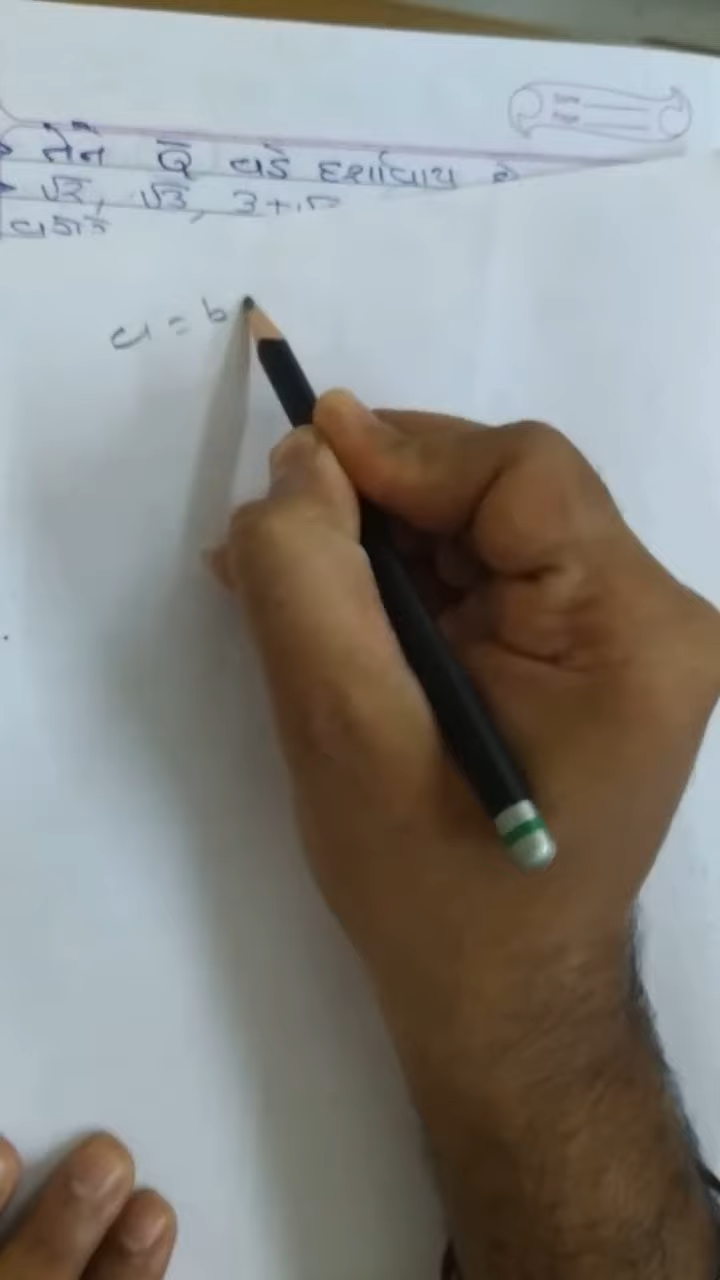 તેને Q̅ વડે દર્શાવાય છે
√2, √3, 3+
a = b